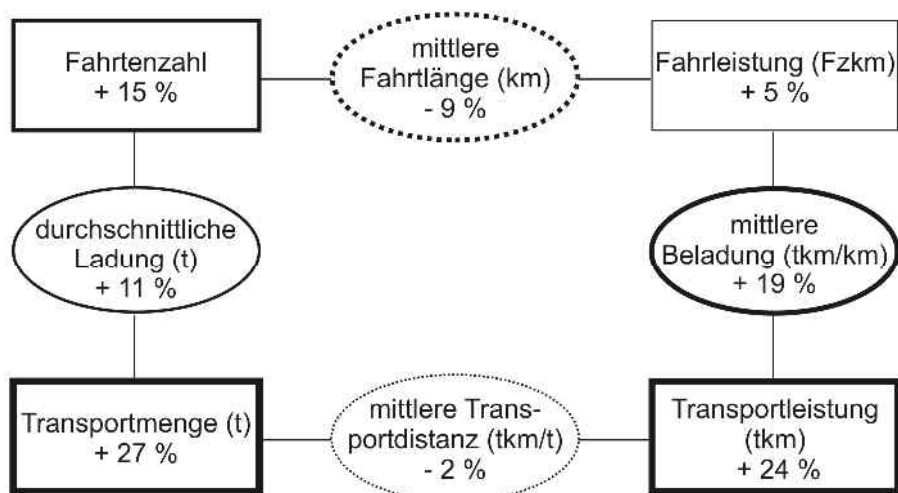 Fahrtenzahl
+ 15 %
mittlere
Fahrtlänge (km)
- 9 %
Fahrleistung (Fzkm)
+ 5 %
durchschnittliche
Ladung (t)
+ 11 %
mittlere
Beladung (tkm/km)
+ 19 %
Transportmenge (t)
+ 27 %
mittlere Trans-
portdistanz (tkm/t)
- 2 %
Transportleistung
(tkm)
+ 24 %